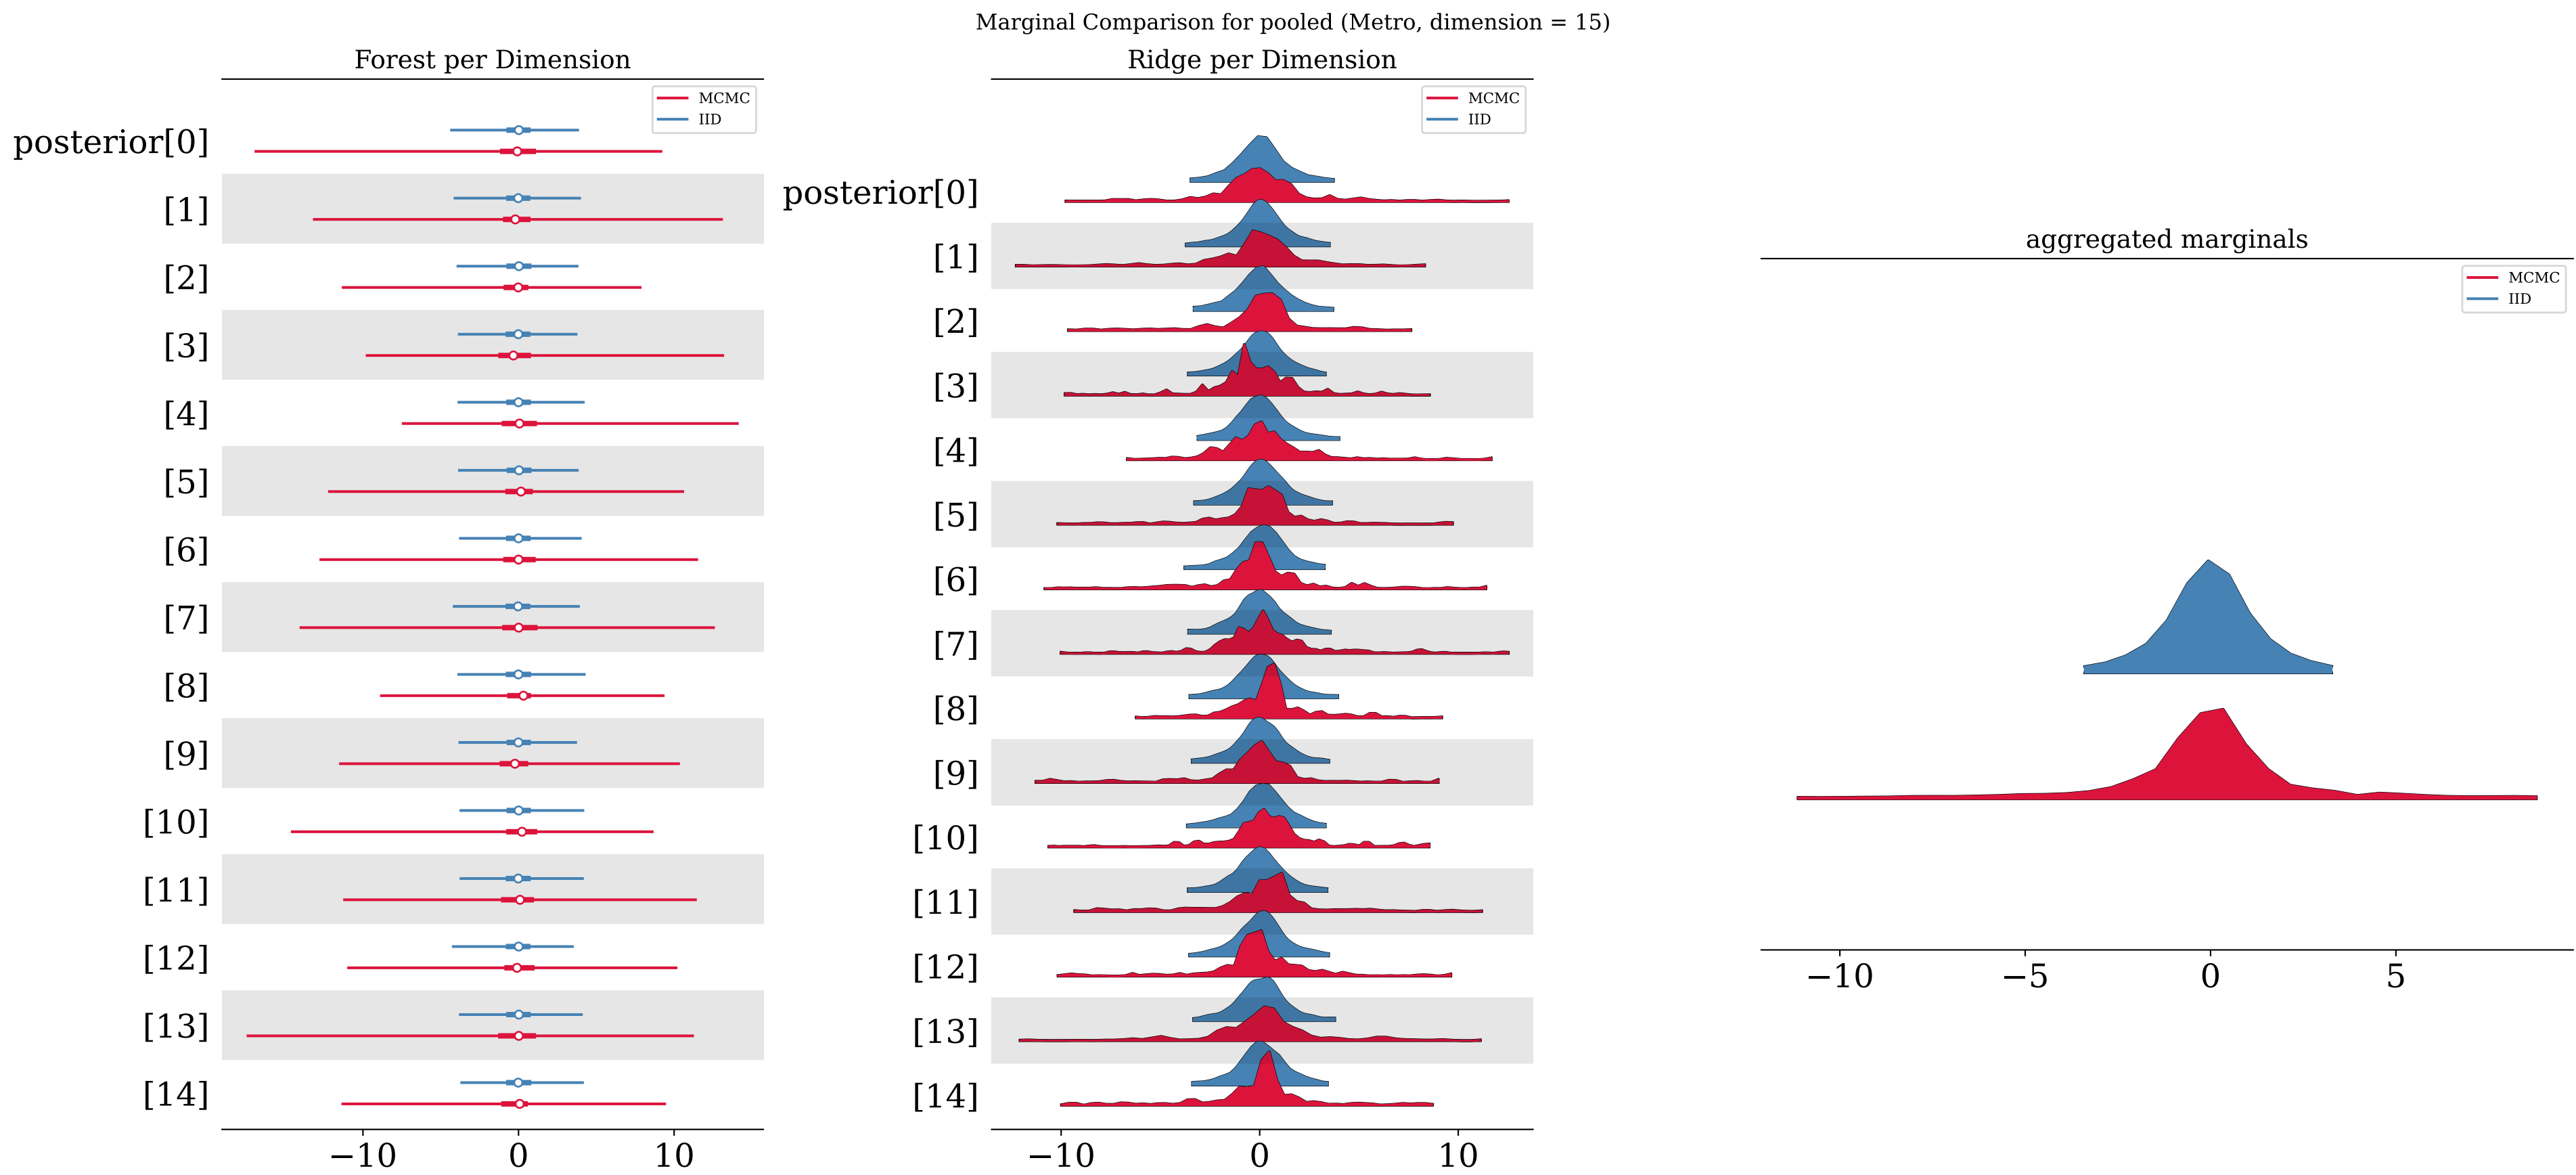 Marginal Comparison for pooled (Metro, dimension = 15)
Forest per Dimension
MCMC
IID
posterior[0]
[1]
[2]
[3]
[4]
[5]
[6]
[7]
[8]
[9]
[10]
[11]
[12]
[13]
[14]
−10 0 10
Ridge per Dimension
MCMC
IID
posterior[0]
[1]
[2]
[3]
[4]
[5]
[6]
[7]
[8]
[9]
[10]
[11]
[12]
[13]
[14]
−10 0 10
aggregated marginals
MCMC
IID
−10 −5 0 5